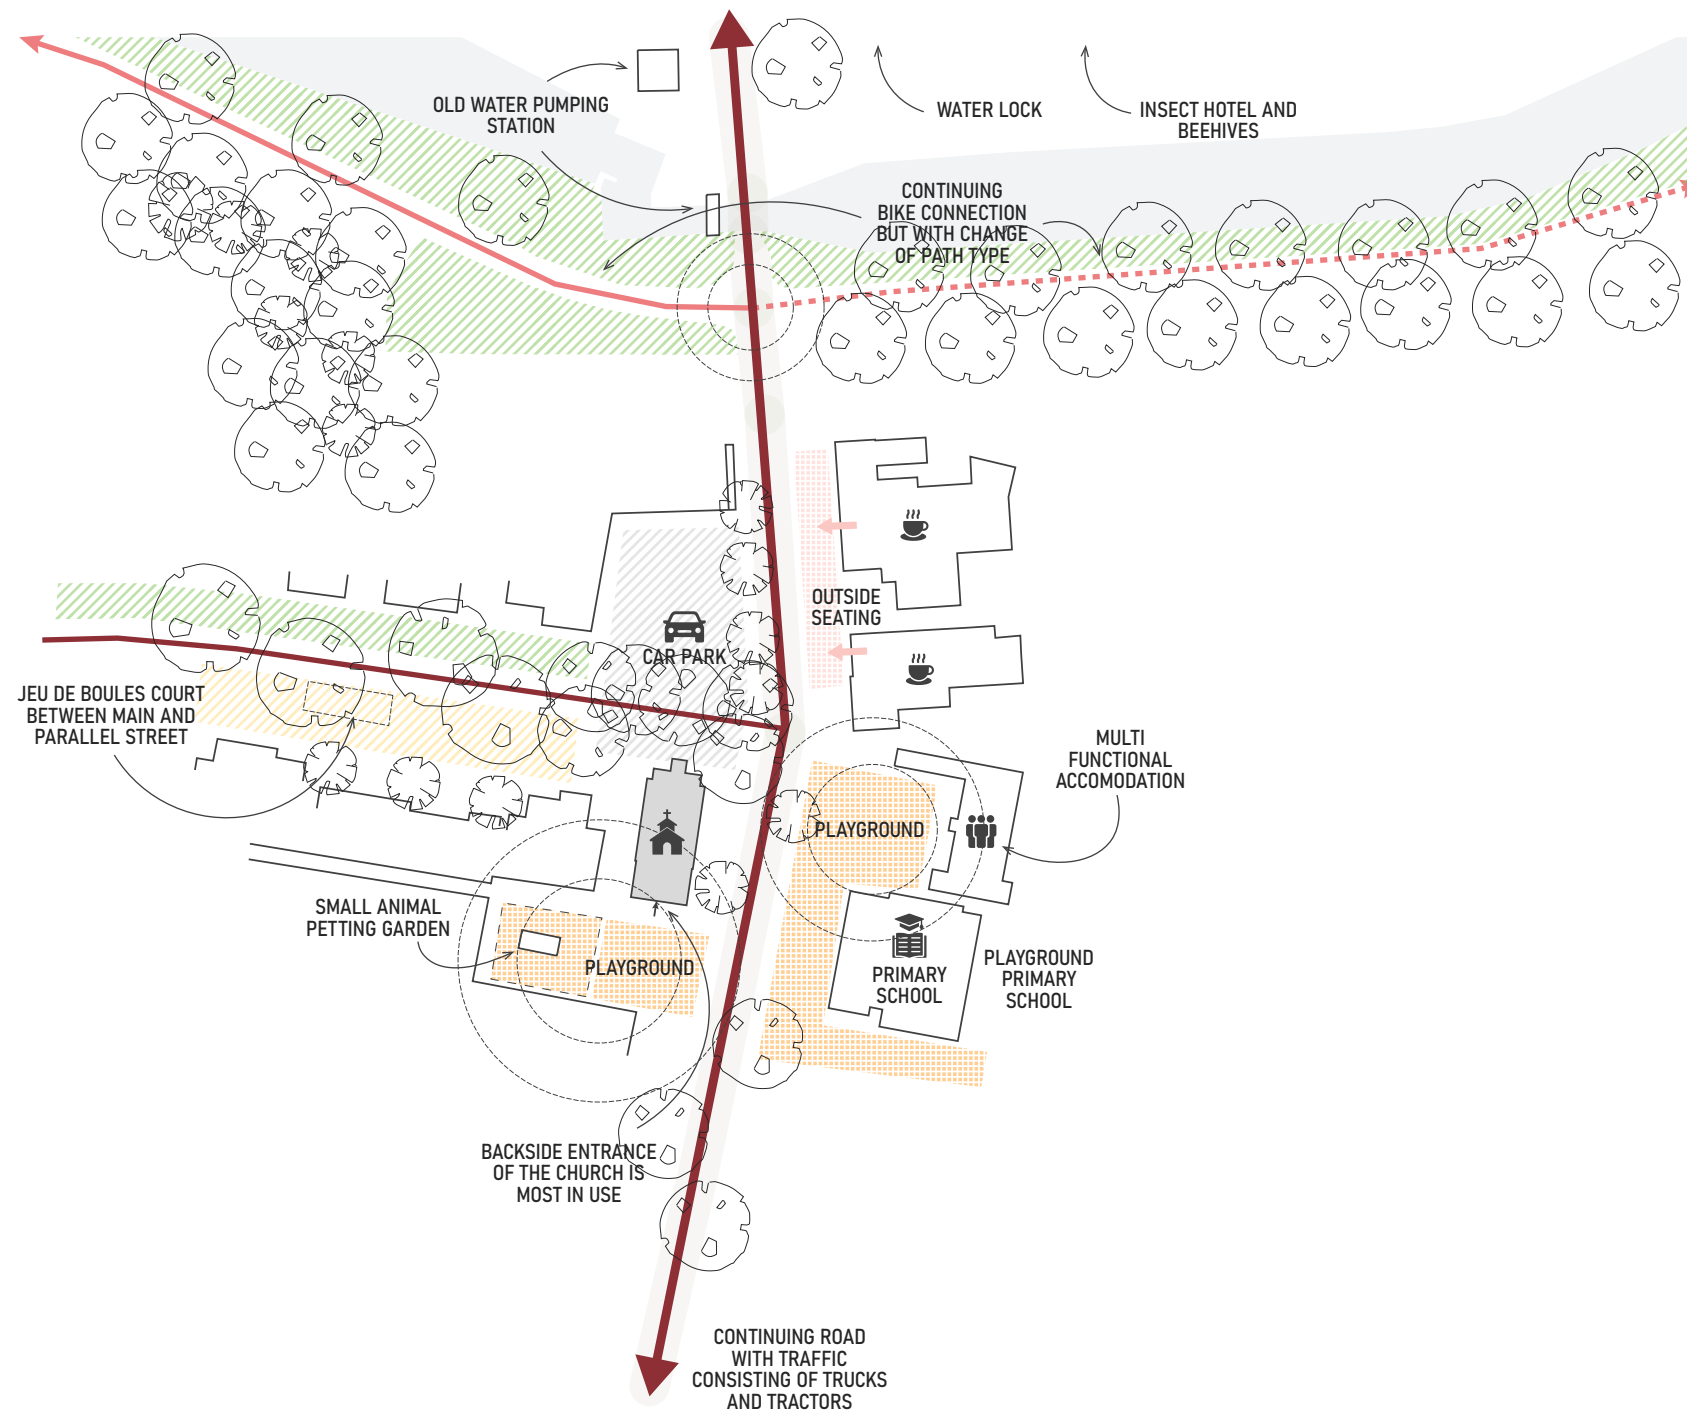 OLD WATER PUMPING
STATION
WATER LOCK
INSECT HOTEL AND
BEEHIVES
CONTINUING
BIKE CONNECTION
BUT WITH CHANGE
OF PATH TYPE
OUTSIDE
SEATING
CAR PARK
JEU DE BOULES COURT
BETWEEN MAIN AND
PARALLEL STREET
MULTI
FUNCTIONAL
ACCOMODATION
PLAYGROUND
SMALL ANIMAL
PETTING GARDEN
PLAYGROUND
PRIMARY
SCHOOL
PLAYGROUND
PRIMARY
SCHOOL
BACKSIDE ENTRANCE
OF THE CHURCH IS
MOST IN USE
CONTINUING ROAD
WITH TRAFFIC
CONSISTING OF TRUCKS
AND TRACTORS